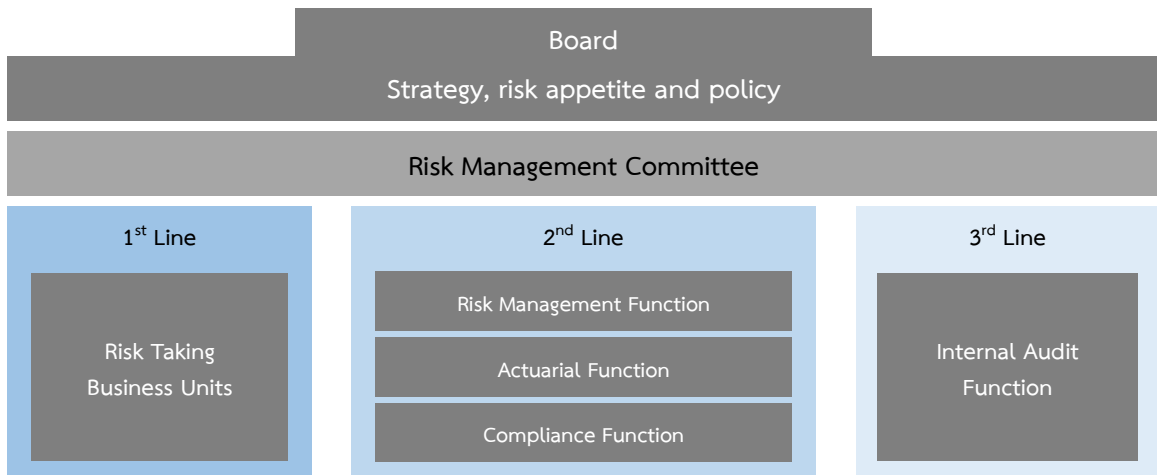 Board
Strategy, risk appetite and policy
Risk Management Committee
1st Line
Risk Taking
Business Units
2nd Line
Risk Management Function
Actuarial Function
Compliance Function
3rd Line
Internal Audit
Function